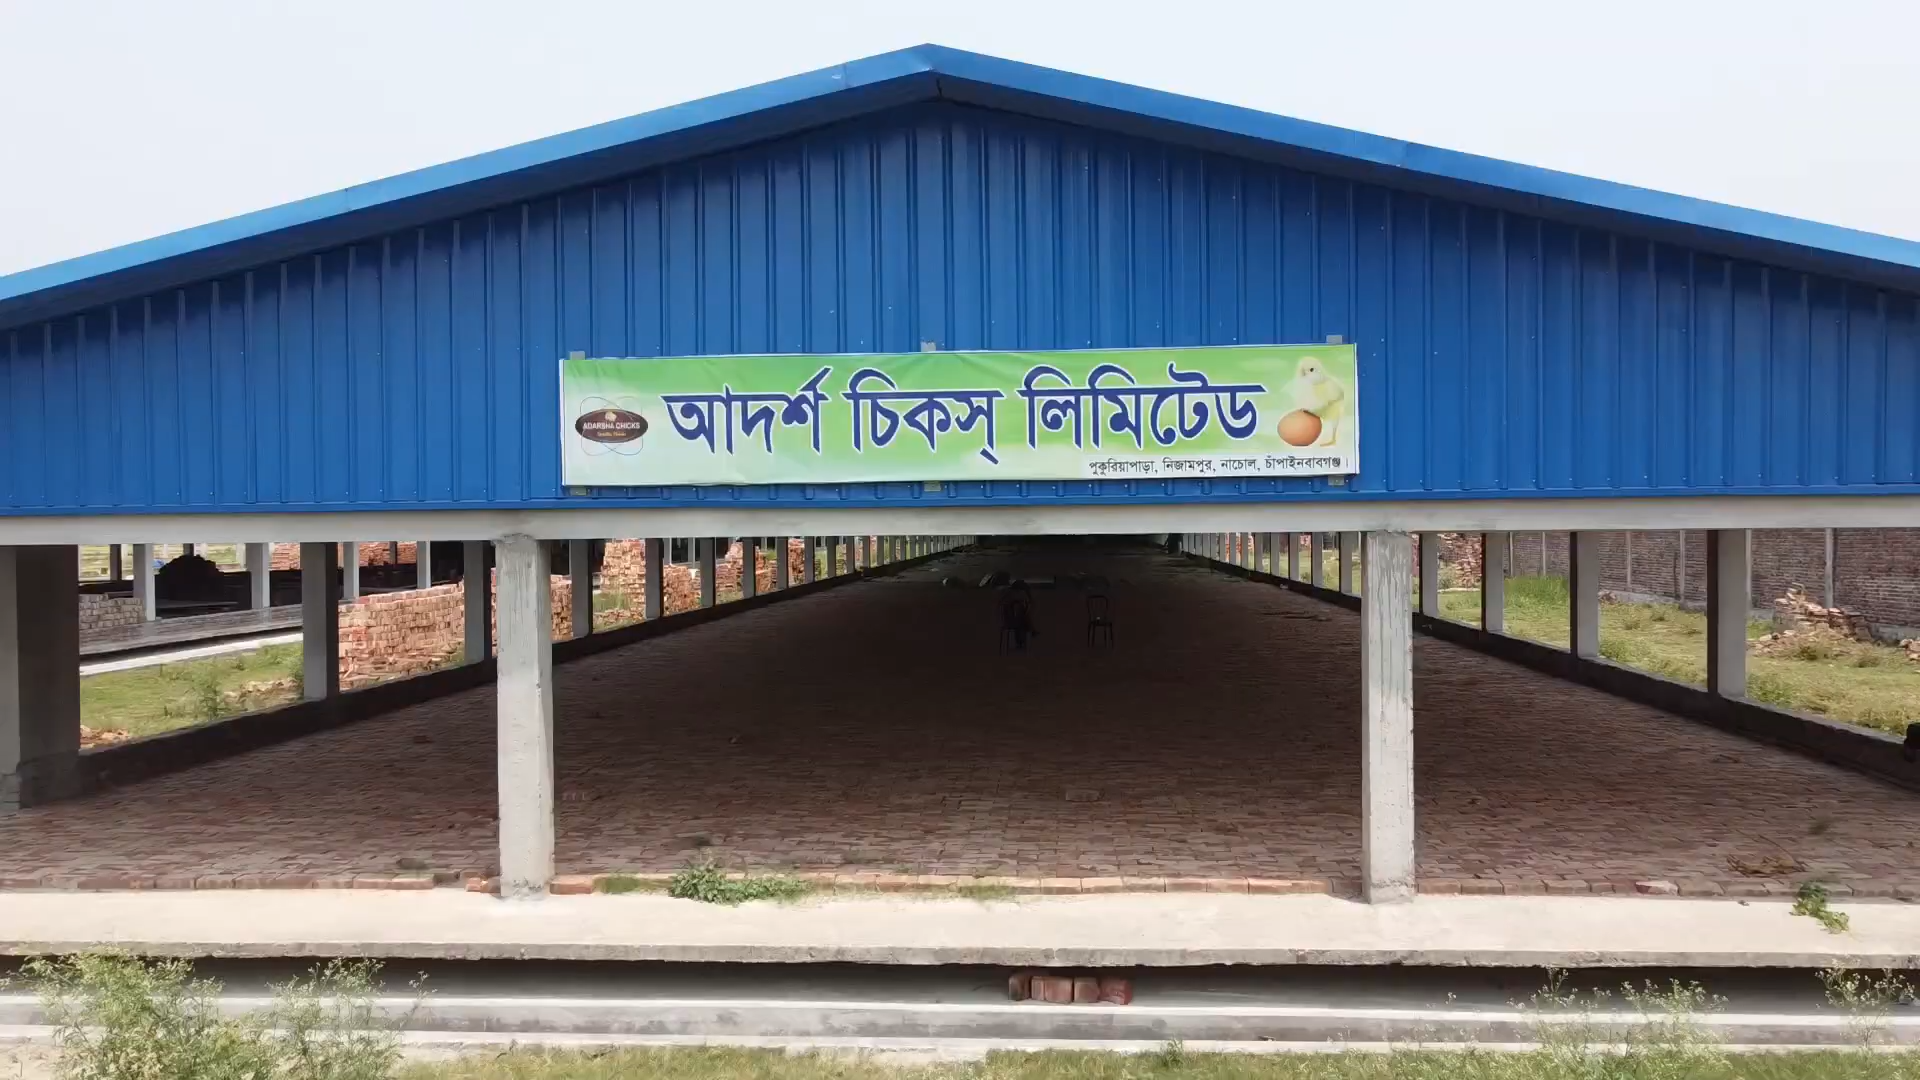 আদর্শ চিকস্ লিমিটেড
ADARSHA CHICKS
পুকুরিয়াপাড়া, নিজামপুর, নাচোল, চাঁপাইনবাবগঞ্জ।